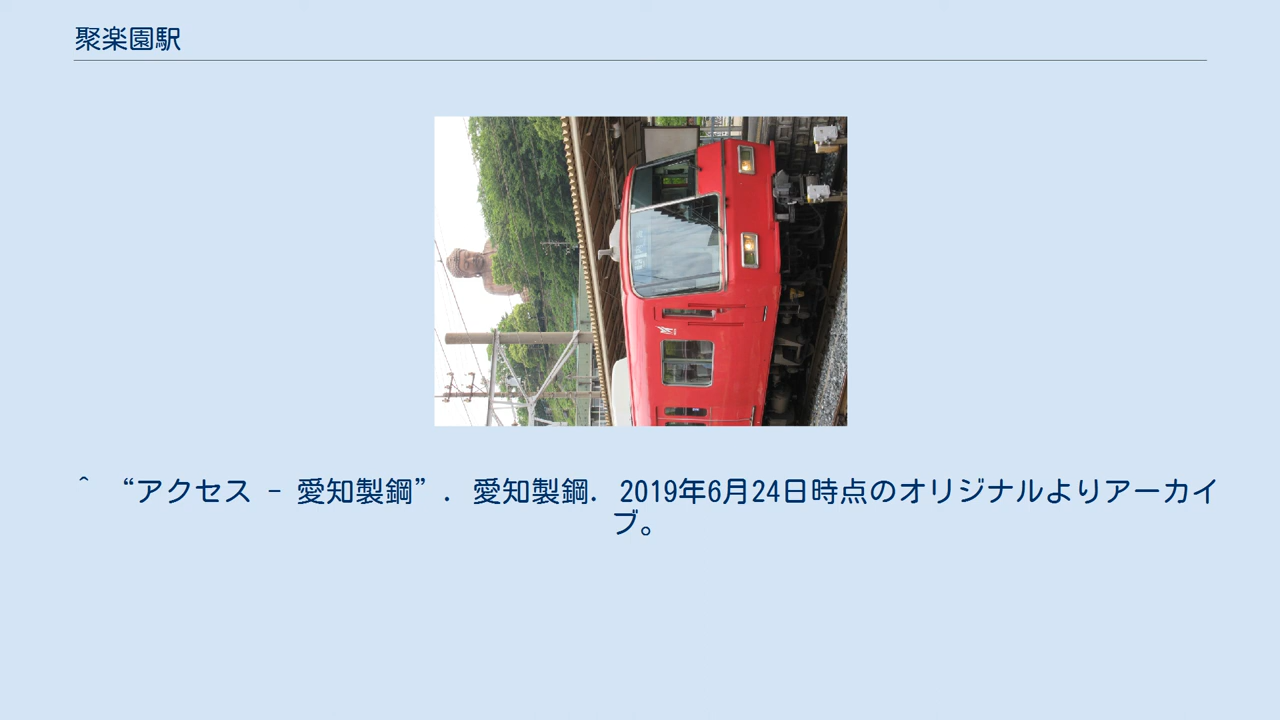 聚楽園駅
^ “アクセス - 愛知製鋼”. 愛知製鋼. 2019年6月24日時点のオリジナルよりアーカイ
ブ。